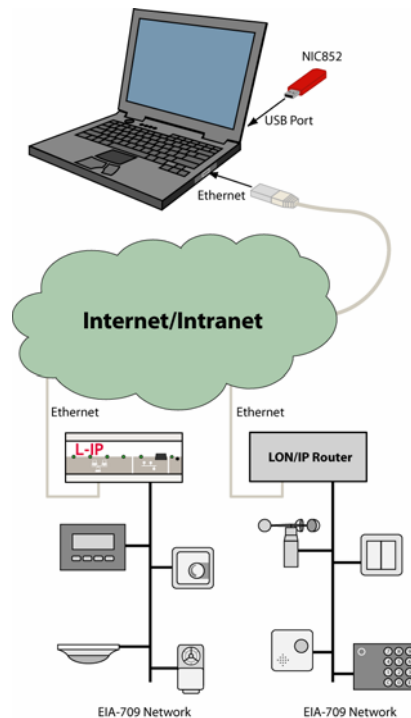 NIC852
USB Port
Ethernet
Internet/Intranet
Ethernet
Ethernet
L-IP
LON/IP Router
EIA-709 Network
EIA-709 Network